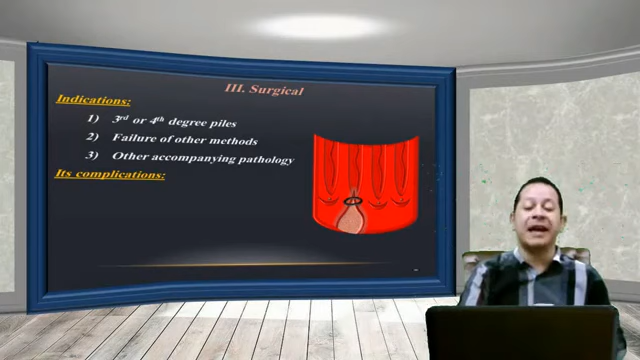 III. Surgical
Indications:
1) 3rd or 4th degree piles
2) Failure of other methods
3) Other accompanying pathology
Its complications: